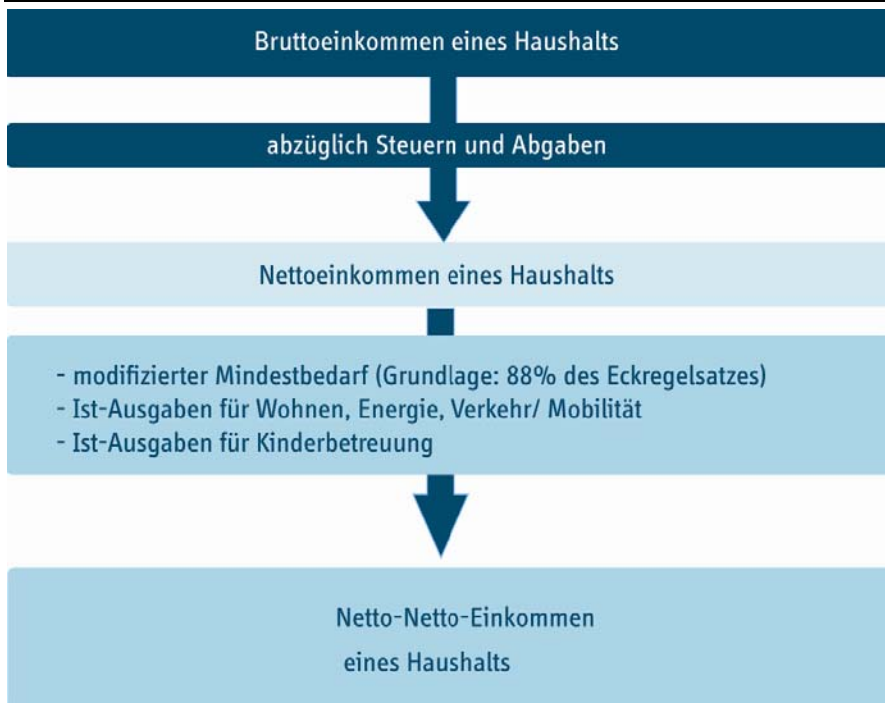 Bruttoeinkommen eines Haushalts
abzüglich Steuern und Abgaben
Nettoeinkommen eines Haushalts
- modifizierter Mindestbedarf (Grundlage: 88% des Eckregelsatzes)
- Ist-Ausgaben für Wohnen, Energie, Verkehr/ Mobilität
- Ist-Ausgaben für Kinderbetreuung
Netto-Netto-Einkommen
eines Haushalts